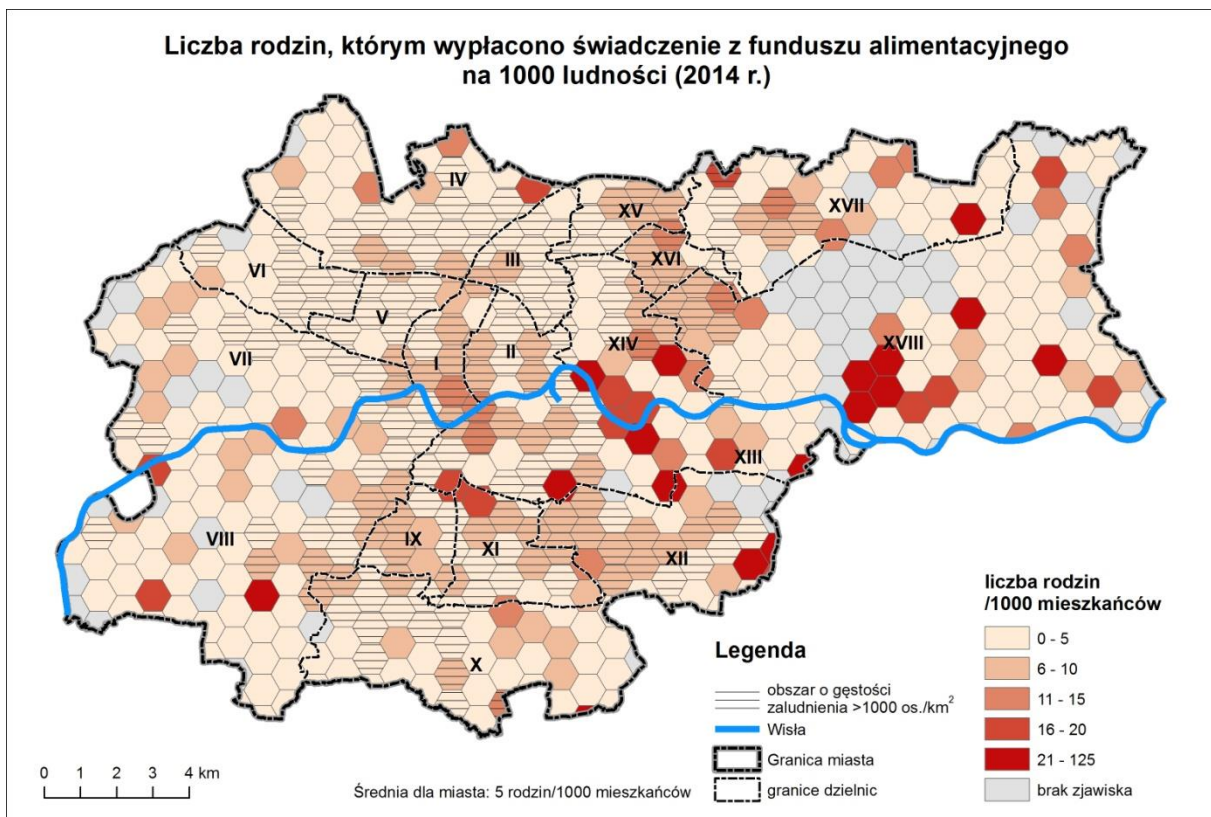 Liczba rodzin, którym wypłacono świadczenie z funduszu alimentacyjnego
na 1000 ludności (2014 r.)
IV
XV
XVII
III
XVI
VI
V
XIV
XVIII
VII
I
II
XIII
VIII
IX
XI
XII
X
liczba rodzin
/1000 mieszkańców
0 - 5
6 - 10
11 - 15
16 - 20
21 - 125
brak zjawiska
Legenda
obszar o gęstości
zaludnienia >1000 os./km²
Wisła
Granica miasta
granice dzielnic
0 1 2 3 4 km
Średnia dla miasta: 5 rodzin/1000 mieszkańców